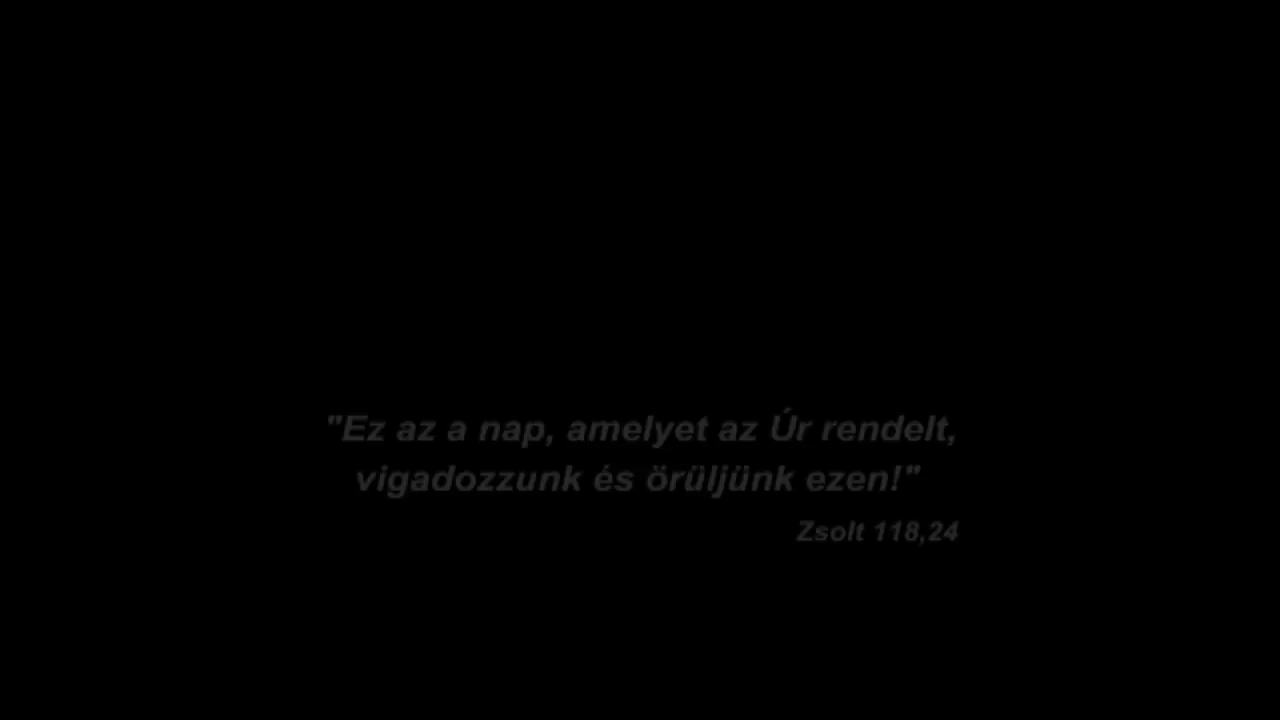 "Ez az a nap, amelyet az Úr rendelt,
vigadozzunk és örüljünk ezen!"
Zsolt 118,24